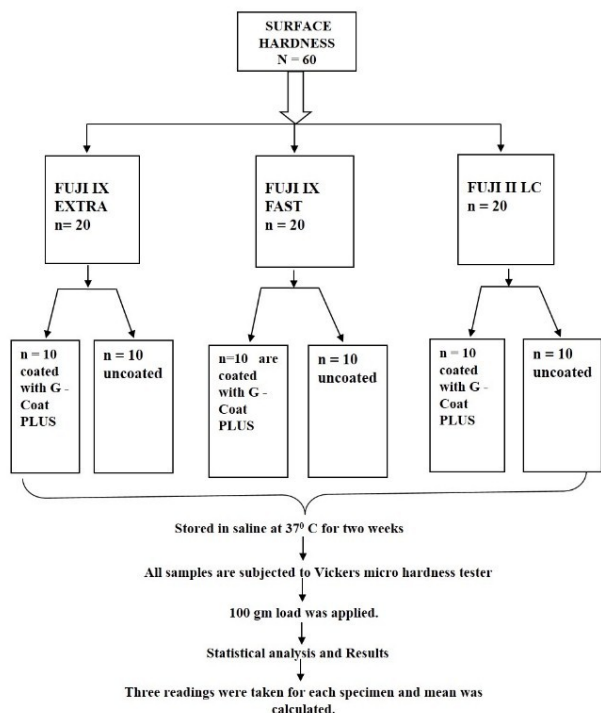 SURFACE
HARDNESS
N = 60
FUJI IX
EXTRA
n= 20
FUJI IX
FAST
n = 20
FUJI II LC
n = 20
n = 10
coated
with G -
Coat
PLUS
n = 10
uncoated
n=10 are
coated
with G -
Coat
PLUS
n = 10
uncoated
n = 10
coated
with G -
Coat
PLUS
n = 10
uncoated
Stored in saline at 37⁰ C for two weeks
All samples are subjected to Vickers micro hardness tester
100 gm load was applied.
Statistical analysis and Results
Three readings were taken for each specimen and mean was
calculated.